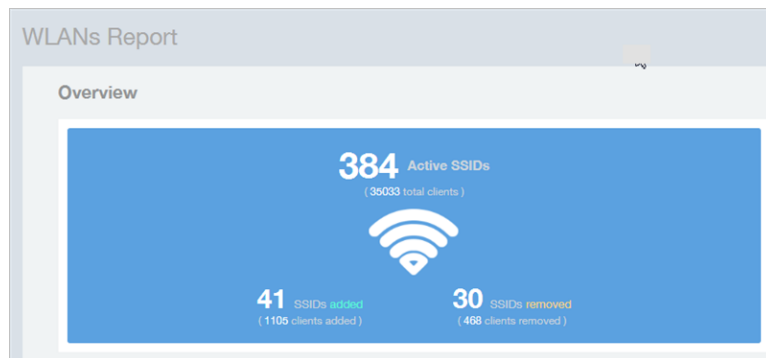 WLANs Report
Overview
384 Active SSIDs
( 35033 total clients )
41 SSIDs added
( 1105 clients added )
30 SSIDs removed
( 468 clients removed )